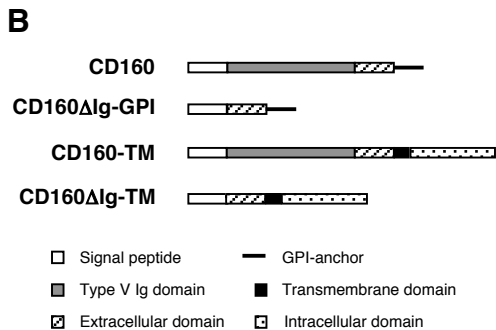 B
CD160
CD160ΔIg-GPI
CD160-TM
CD160ΔIg-TM
Signal peptide
GPI-anchor
Type V Ig domain
Transmembrane domain
Extracellular domain
Intracellular domain